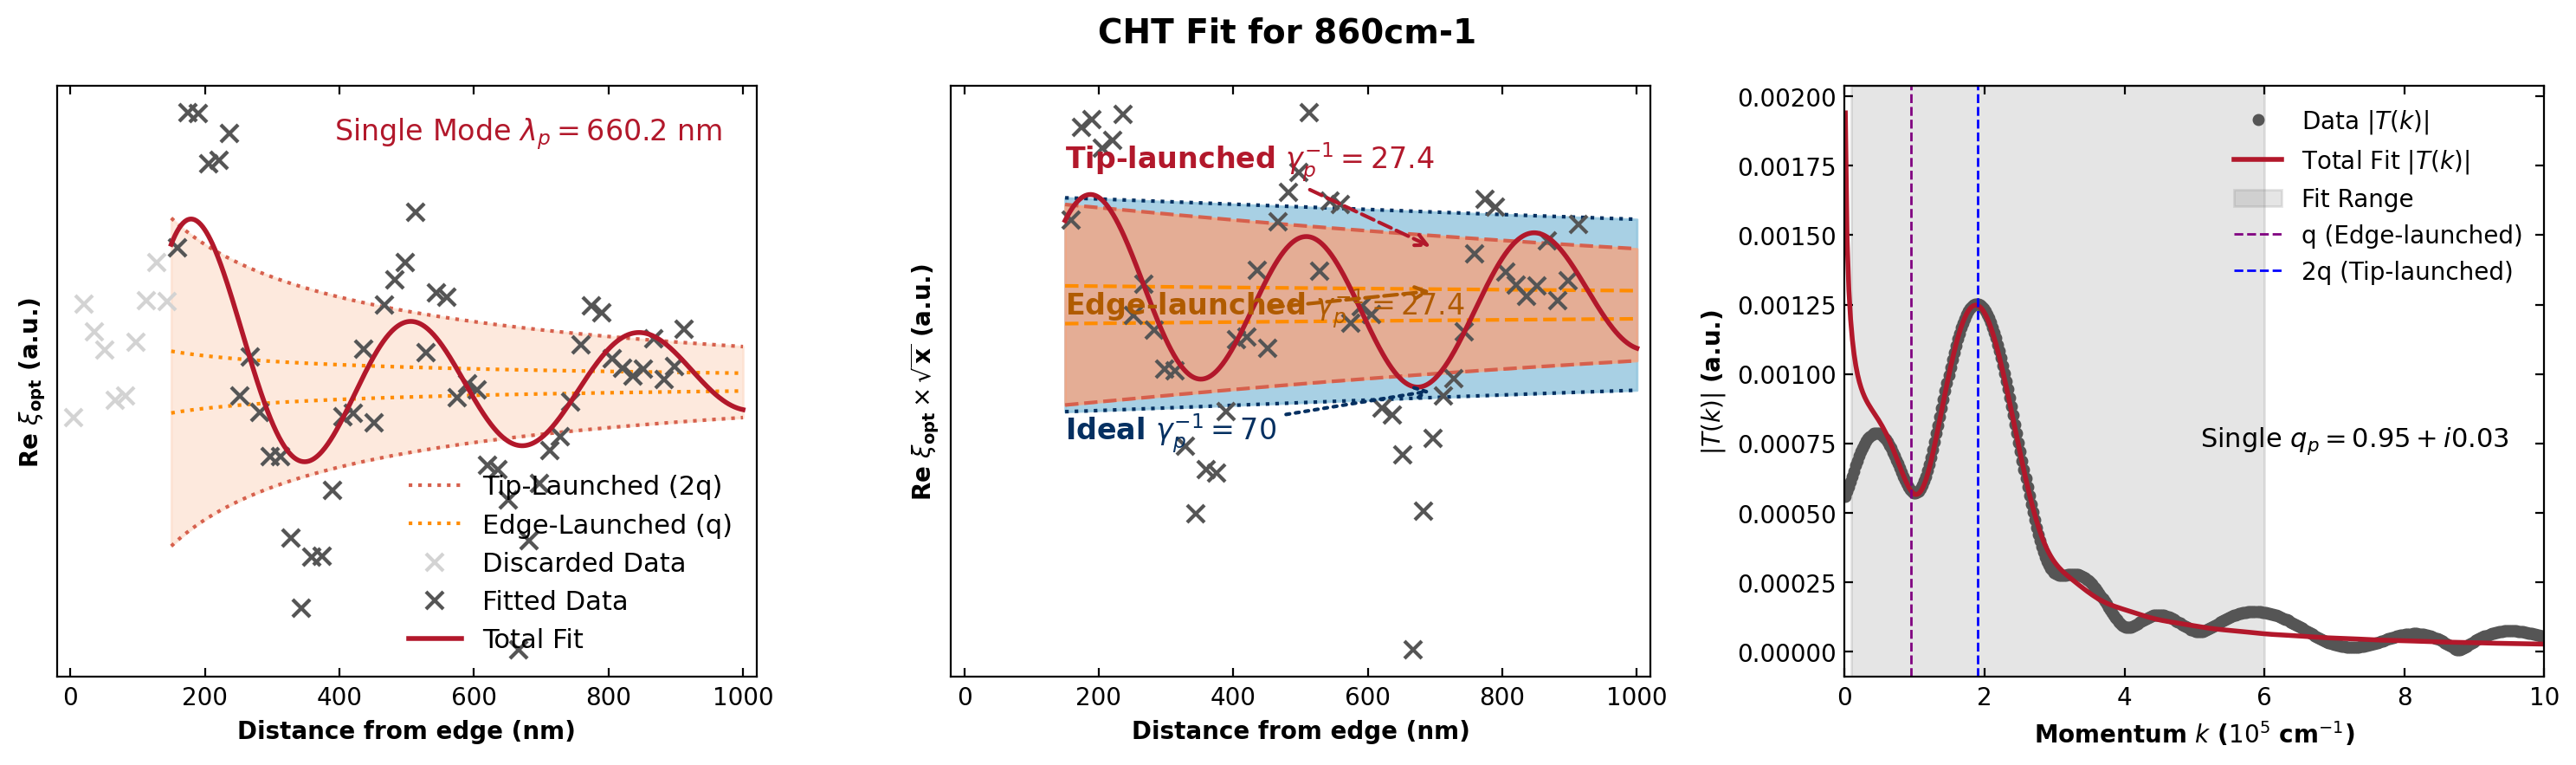 CHT Fit for 860cm-1
Re ξopt (a.u.)
Single Mode λp = 660.2 nm
Tip-Launched (2q)
Edge-Launched (q)
Discarded Data
Fitted Data
Total Fit
0 200 400 600 800 1000
Distance from edge (nm)
Re ξopt × √x (a.u.)
Tip-launched γp⁻¹ = 27.4
Edge-launched γp⁻¹ = 27.4
Ideal γp⁻¹ = 70
0 200 400 600 800 1000
Distance from edge (nm)
|T(k)| (a.u.)
0.00200
0.00175
0.00150
0.00125
0.00100
0.00075
0.00050
0.00025
0.00000
Data |T(k)|
Total Fit |T(k)|
Fit Range
q (Edge-launched)
2q (Tip-launched)
Single qp = 0.95 + i0.03
0 2 4 6 8 10
Momentum k (10⁵ cm⁻¹)